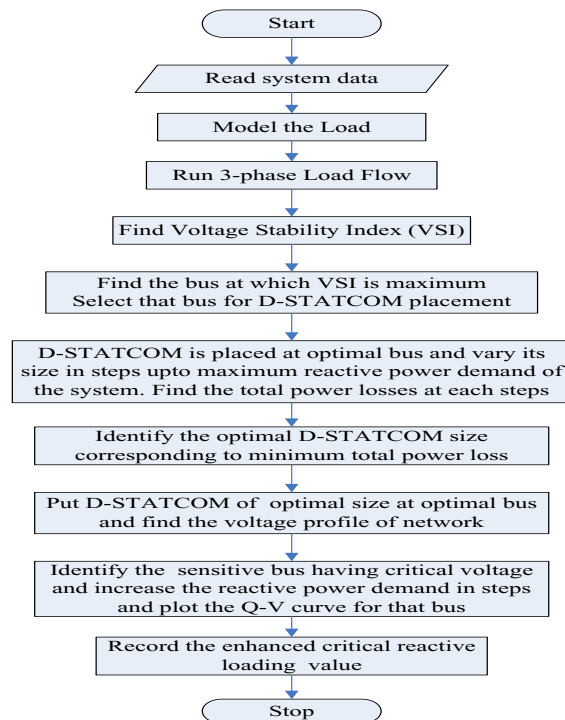 Start
Read system data
Model the Load
Run 3-phase Load Flow
Find Voltage Stability Index (VSI)
Find the bus at which VSI is maximum
Select that bus for D-STATCOM placement
D-STATCOM is placed at optimal bus and vary its
size in steps upto maximum reactive power demand of
the system. Find the total power losses at each steps
Identify the optimal D-STATCOM size
corresponding to minimum total power loss
Put D-STATCOM of optimal size at optimal bus
and find the voltage profile of network
Identify the sensitive bus having critical voltage
and increase the reactive power demand in steps
and plot the Q-V curve for that bus
Record the enhanced critical reactive
loading value
Stop